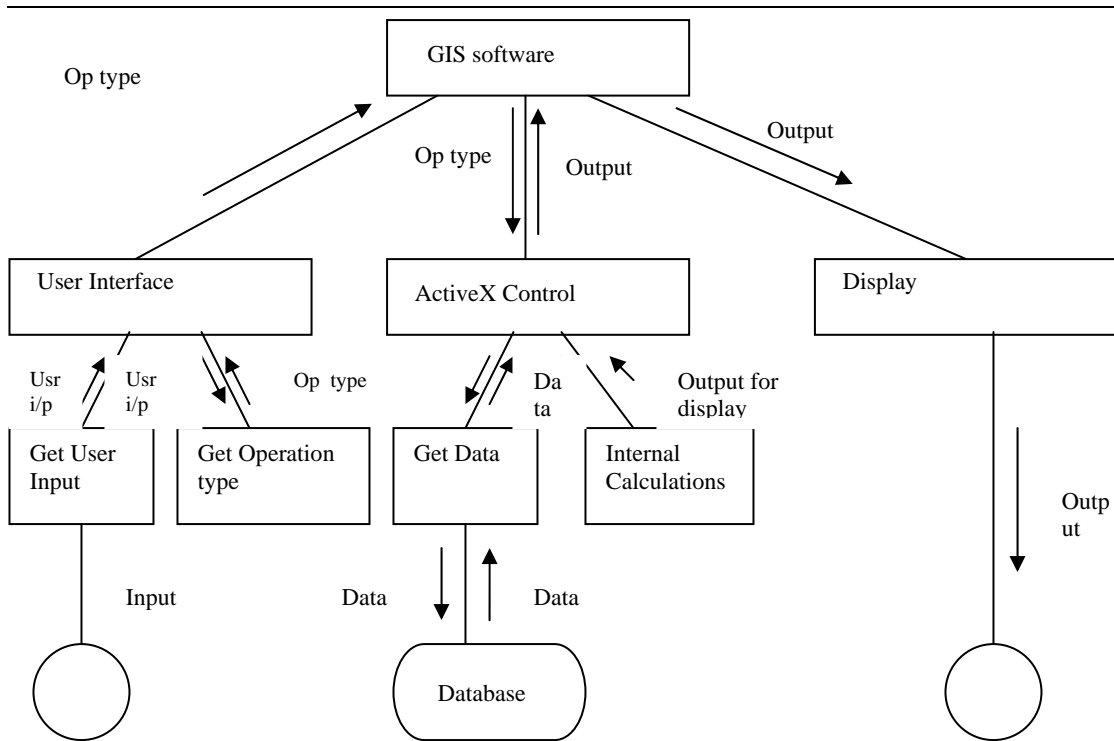 GIS software
Op type
Output
Op type
Output
User Interface
ActiveX Control
Display
Usr
i/p
Usr
i/p
Op type
Da
ta
Output for
display
Get User
Input
Get Operation
type
Get Data
Internal
Calculations
Outp
ut
Input
Data
Data
Database